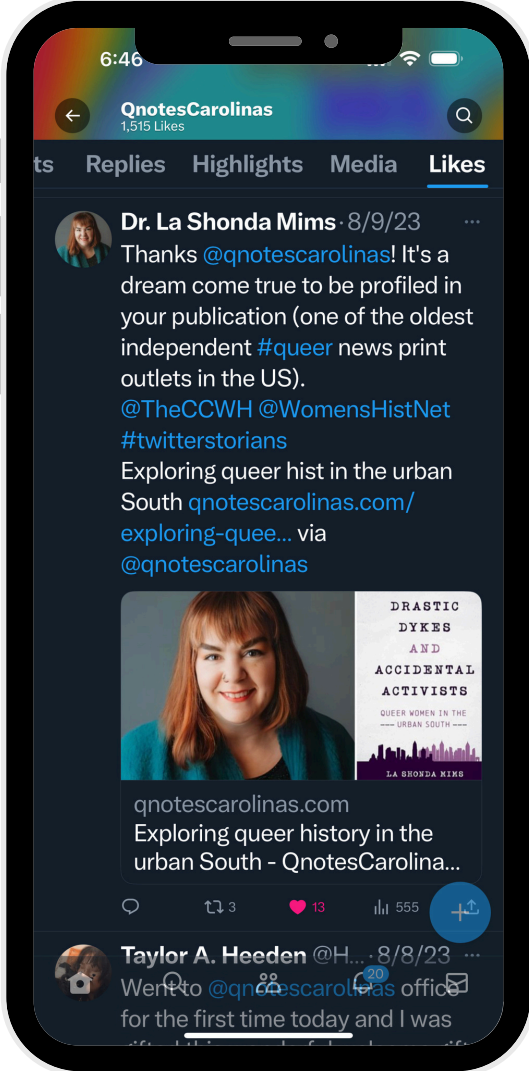 6:46
QnotesCarolinas
1,515 Likes
ts Replies Highlights Media Likes
Dr. La Shonda Mims · 8/9/23 ...
Thanks @qnotescarolinas! It's a
dream come true to be profiled in
your publication (one of the oldest
independent #queer news print
outlets in the US).
@TheCCWH @WomensHistNet
#twitterstorians
Exploring queer hist in the urban
South qnotescarolinas.com/
exploring-quee... via
@qnotescarolinas
DRASTIC
DYKES
AND
ACCIDENTAL
ACTIVISTS
QUEER WOMEN IN THE
URBAN SOUTH
LA SHONDA MIMS
qnotescarolinas.com
Exploring queer history in the
urban South - QnotesCarolina...
3 13 555
Taylor A. Heeden @H... · 8/8/23 ...
20
Went to @qnotescarolinas office
for the first time today and I was